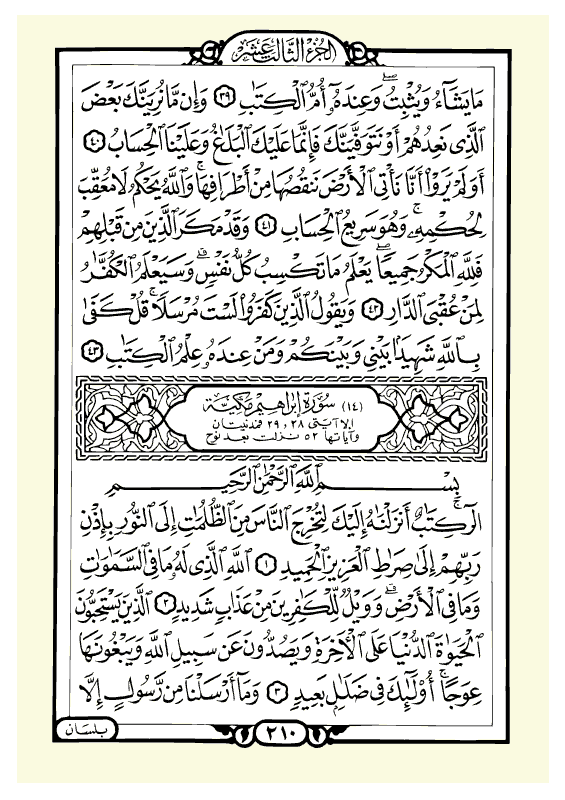 الجزء الثالث عشر
مَا يَشَآءُ وَيُثْبِتُ ۖ وَعِندَهُۥٓ أُمُّ ٱلْكِتَٰبِ ٣٩ وَإِن مَّا نُرِيَنَّكَ بَعْضَ
ٱلَّذِى نَعِدُهُمْ أَوْ نَتَوَفَّيَنَّكَ فَإِنَّمَا عَلَيْكَ ٱلْبَلَٰغُ وَعَلَيْنَا ٱلْحِسَابُ ٤٠
أَوَلَمْ يَرَوْا۟ أَنَّا نَأْتِى ٱلْأَرْضَ نَنقُصُهَا مِنْ أَطْرَافِهَا ۚ وَٱللَّهُ يَحْكُمُ لَا مُعَقِّبَ
لِحُكْمِهِۦ ۚ وَهُوَ سَرِيعُ ٱلْحِسَابِ ٤١ وَقَدْ مَكَرَ ٱلَّذِينَ مِن قَبْلِهِمْ
فَلِلَّهِ ٱلْمَكْرُ جَمِيعًا ۖ يَعْلَمُ مَا تَكْسِبُ كُلُّ نَفْسٍ ۗ وَسَيَعْلَمُ ٱلْكُفَّٰرُ
لِمَنْ عُقْبَى ٱلدَّارِ ٤٢ وَيَقُولُ ٱلَّذِينَ كَفَرُوا۟ لَسْتَ مُرْسَلًا ۚ قُلْ كَفَىٰ
بِٱللَّهِ شَهِيدًۢا بَيْنِى وَبَيْنَكُمْ وَمَنْ عِندَهُۥ عِلْمُ ٱلْكِتَٰبِ ٤٣
(١٤) سورة إبراهيم مكية
إلا آيتي ٢٨ و ٢٩ فمدنيتان
وآياتها ٥٢ نزلت بعد نوح
بِسْمِ ٱللَّهِ ٱلرَّحْمَٰنِ ٱلرَّحِيمِ
الٓر ۚ كِتَٰبٌ أَنزَلْنَٰهُ إِلَيْكَ لِتُخْرِجَ ٱلنَّاسَ مِنَ ٱلظُّلُمَٰتِ إِلَى ٱلنُّورِ بِإِذْنِ
رَبِّهِمْ إِلَىٰ صِرَٰطِ ٱلْعَزِيزِ ٱلْحَمِيدِ ١ ٱللَّهِ ٱلَّذِى لَهُۥ مَا فِى ٱلسَّمَٰوَٰتِ
وَمَا فِى ٱلْأَرْضِ ۗ وَوَيْلٌ لِّلْكَٰفِرِينَ مِنْ عَذَابٍ شَدِيدٍ ٢ ٱلَّذِينَ يَسْتَحِبُّونَ
ٱلْحَيَوٰةَ ٱلدُّنْيَا عَلَى ٱلْأَخِرَةِ وَيَصُدُّونَ عَن سَبِيلِ ٱللَّهِ وَيَبْغُونَهَا
عِوَجًا ۚ أُو۟لَٰٓئِكَ فِى ضَلَٰلٍۭ بَعِيدٍ ٣ وَمَآ أَرْسَلْنَا مِن رَّسُولٍ إِلَّا
بلسان
٢١٠